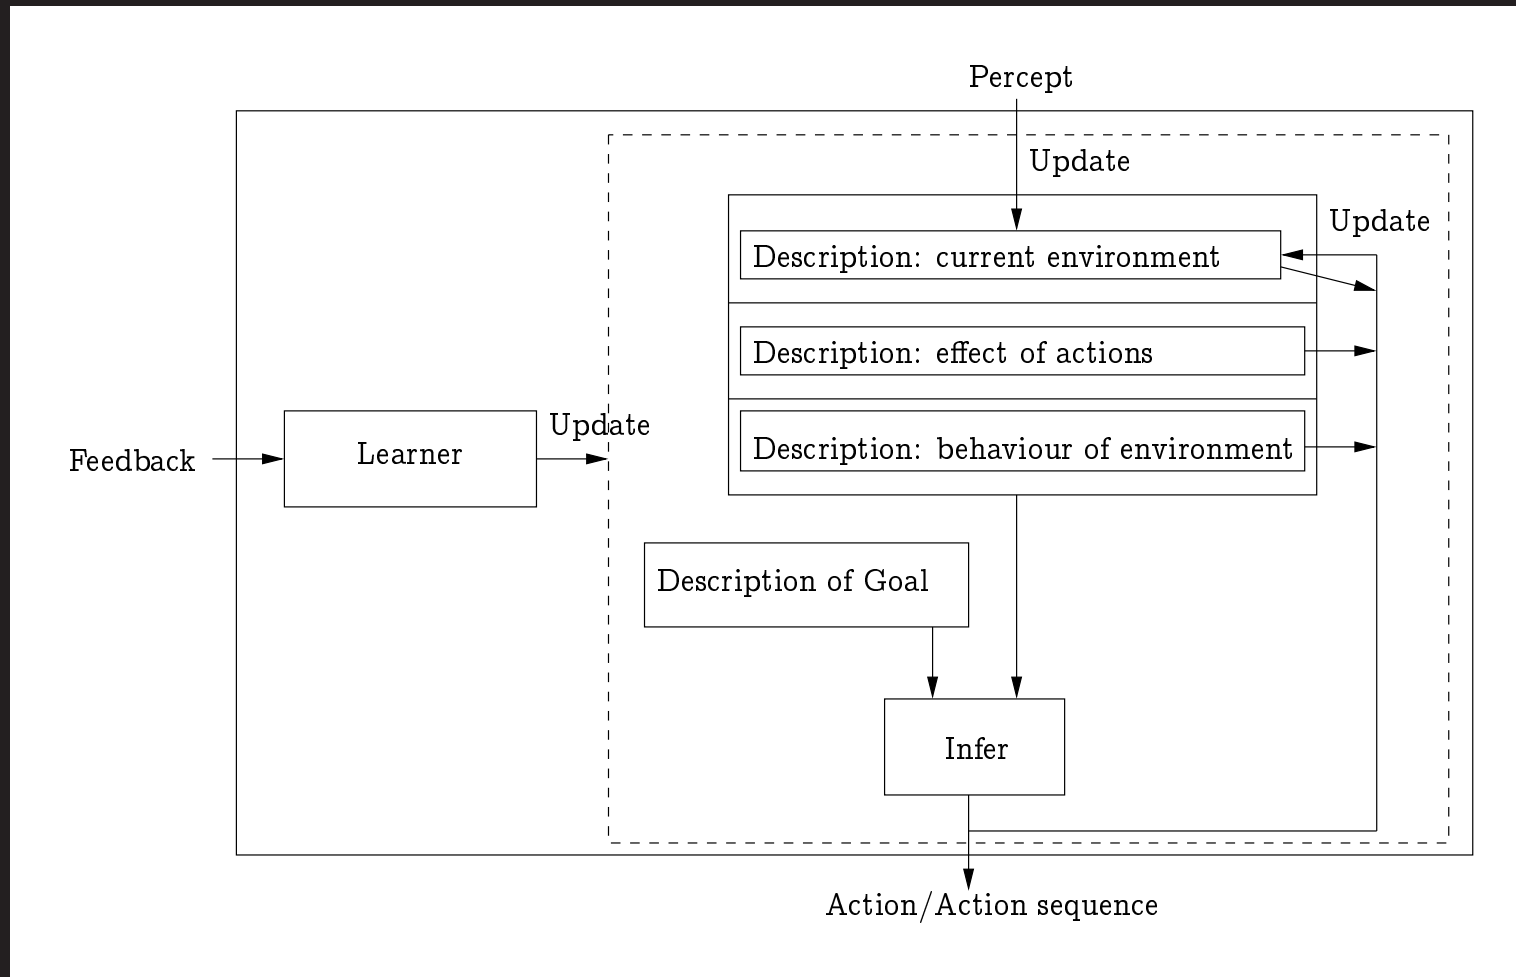 Percept
Update
Update
Description: current environment
Description: effect of actions
Update
Description: behaviour of environment
Feedback
Learner
Description of Goal
Infer
Action/Action sequence